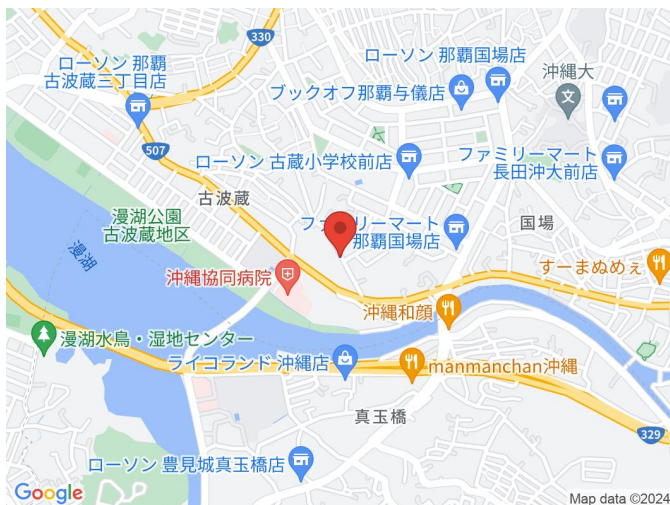 330
ローソン 那覇
古波蔵三丁目店
ローソン 那覇国場店
沖縄大
ブックオフ那覇与儀店
507
ローソン 古蔵小学校前店
ファミリーマート
長田沖大前店
古波蔵
漫湖公園
古波蔵地区
ファミリーマート
那覇国場店
国場
漫湖
沖縄協同病院
すーまぬめぇ
沖縄和顔
漫湖水鳥・湿地センター
ライコランド 沖縄店
manmanchan沖縄
真玉橋
329
ローソン 豊見城真玉橋店
Google
Map data ©2024